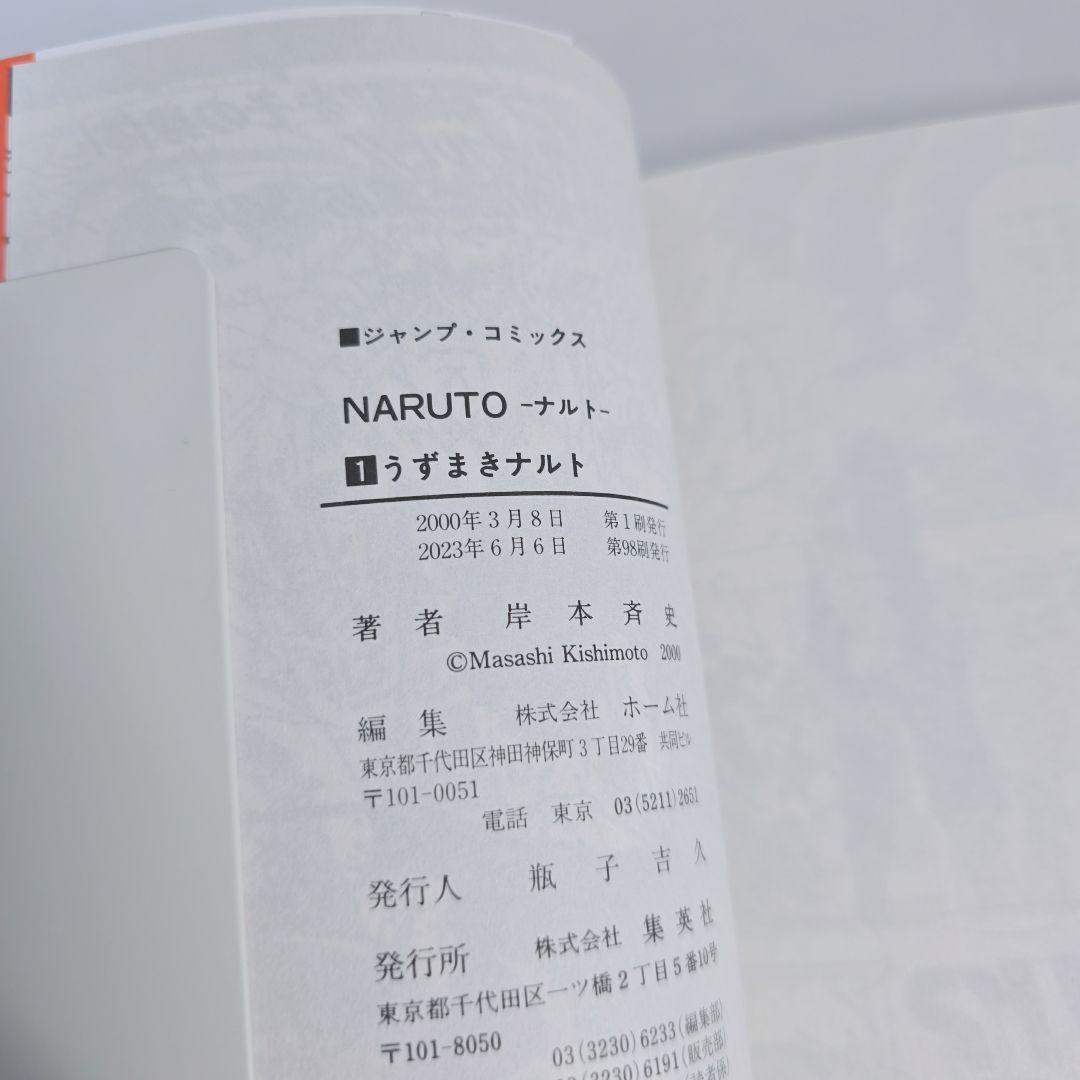 ■ジャンプ・コミックス
NARUTO -ナルト-
1 うずまきナルト
2000年3月8日 第1刷発行
2023年6月6日 第98刷発行
著者 岸本斉史
©Masashi Kishimoto 2000
編集 株式会社 ホーム社
東京都千代田区神田神保町3丁目29番 共同ビル
〒101-0051
電話 東京 03(5211)2651
発行人 瓶子吉久
発行所 株式会社 集英社
東京都千代田区一ツ橋2丁目5番10号
〒101-8050
03(3230)6233(編集部)
(3230)6191(販売部)